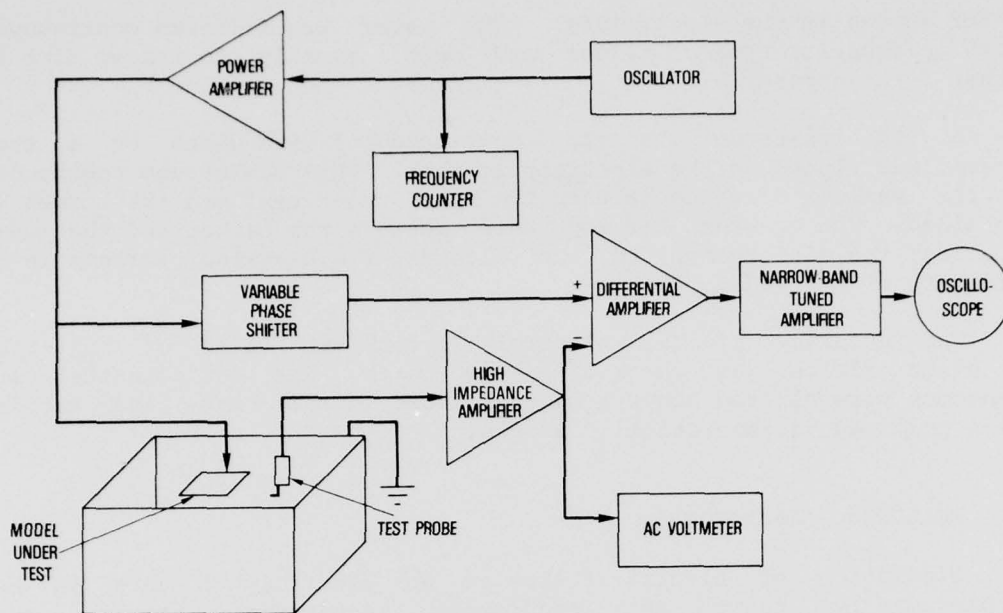 POWER
AMPLIFIER
OSCILLATOR
FREQUENCY
COUNTER
VARIABLE
PHASE
SHIFTER
+
−
DIFFERENTIAL
AMPLIFIER
NARROW-BAND
TUNED
AMPLIFIER
OSCILLO-
SCOPE
HIGH
IMPEDANCE
AMPLIFIER
MODEL
UNDER
TEST
TEST PROBE
AC VOLTMETER